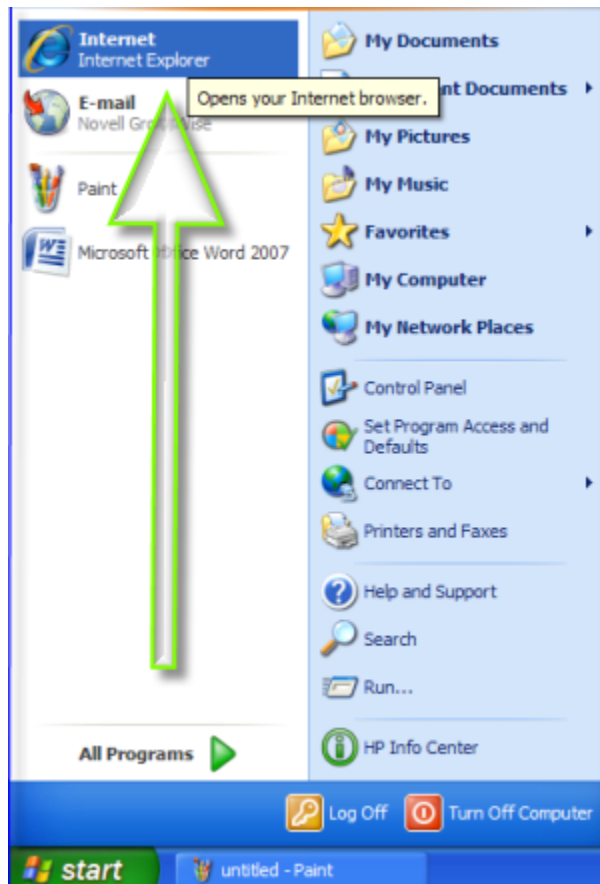 Internet
Internet Explorer
Opens your Internet browser.
E-mail
Novell
Paint
Microsoft Office Word 2007
All Programs
My Documents
Documents
My Pictures
My Music
Favorites
My Computer
My Network Places
Control Panel
Set Program Access and
Defaults
Connect To
Printers and Faxes
Help and Support
Search
Run...
HP Info Center
Log Off
Turn Off Computer
start
untitled - Paint